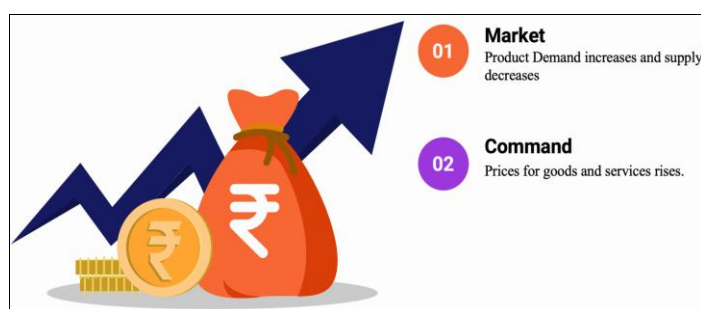 01
Market
Product Demand increases and supply
decreases
02
Command
Prices for goods and services rises.
₹
₹